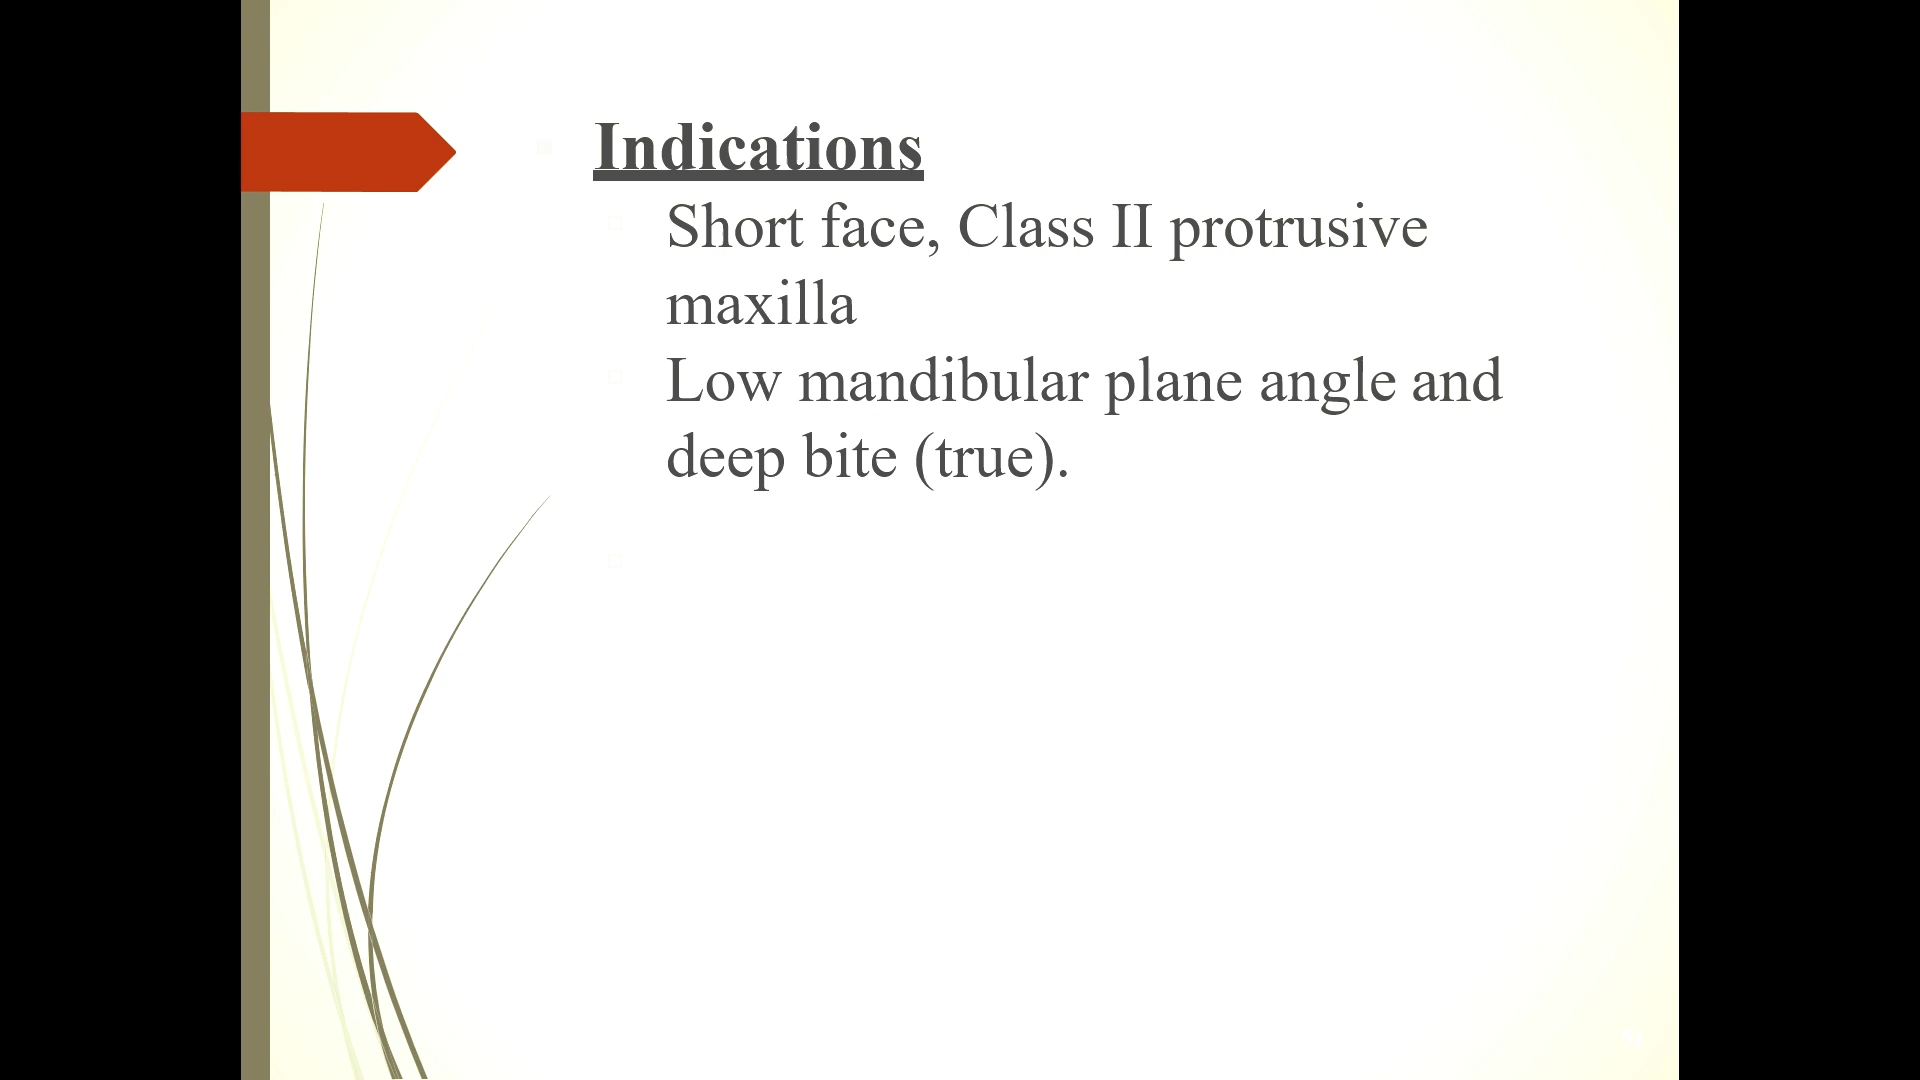 Indications
Short face, Class II protrusive
maxilla
Low mandibular plane angle and
deep bite (true).